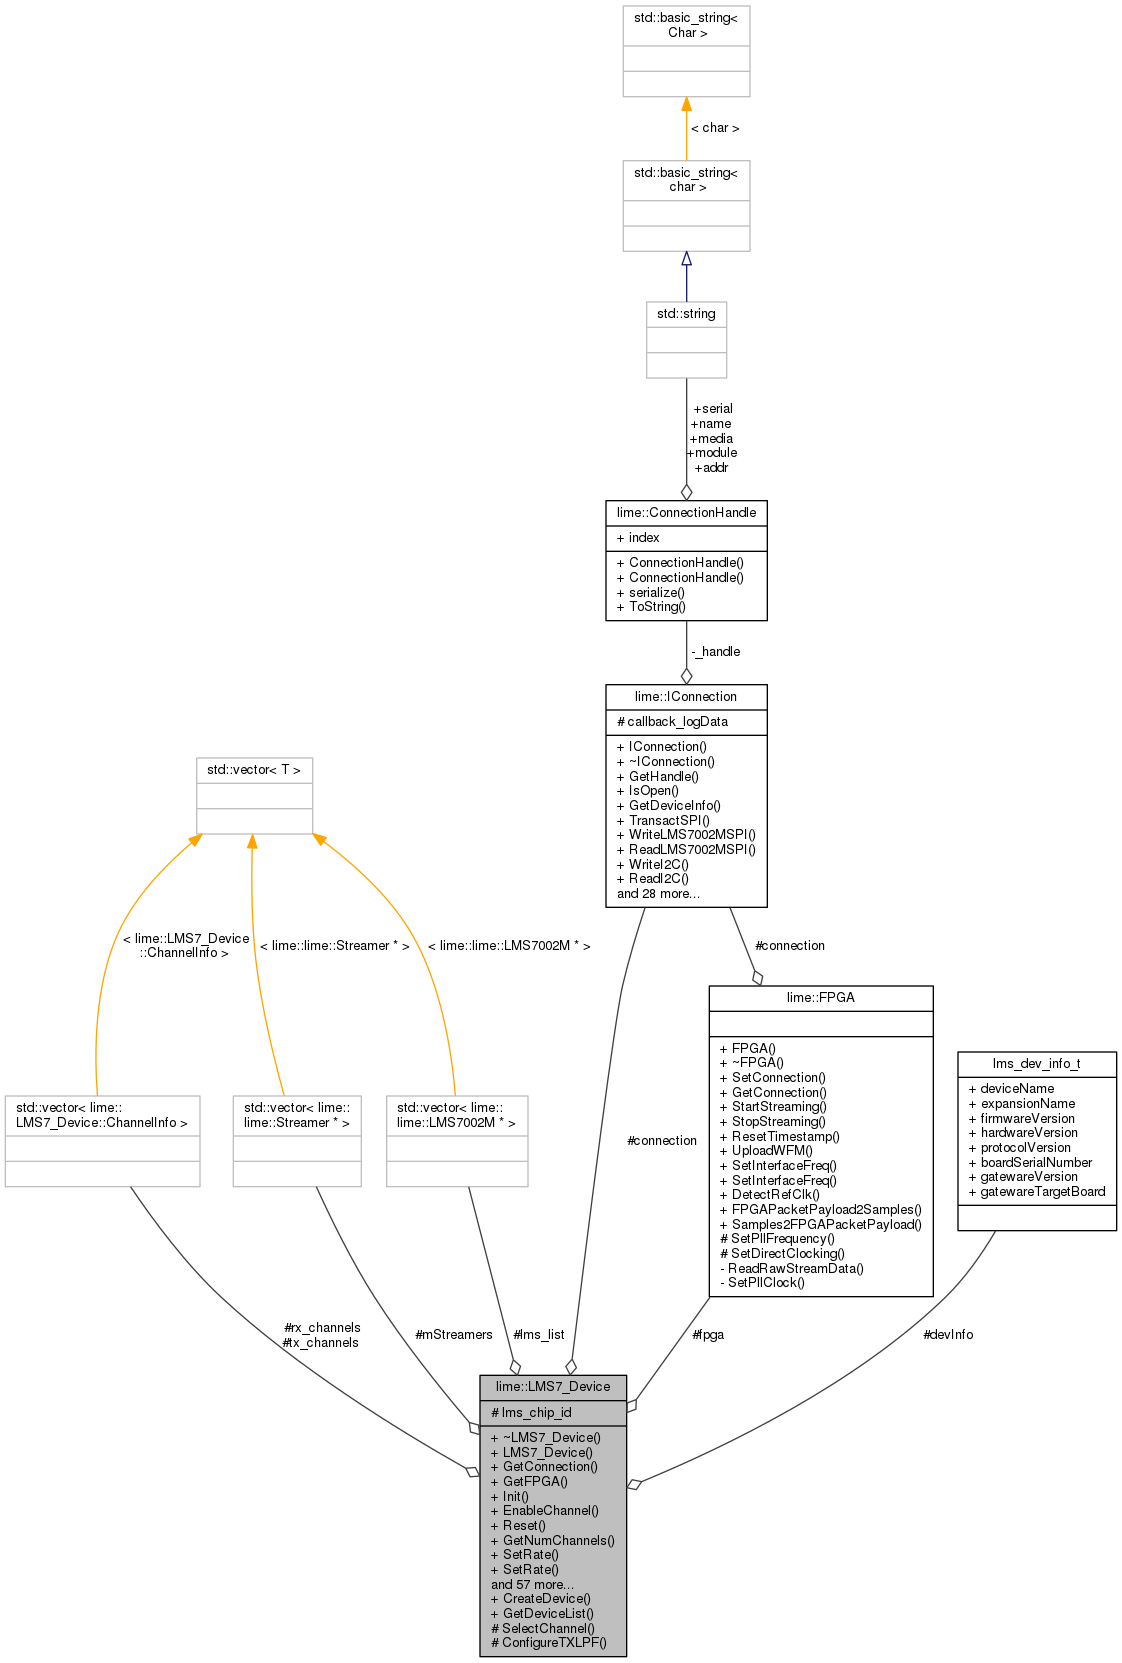 std::basic_string<
Char >
< char >
std::basic_string<
char >
std::string
+serial
+name
+media
+module
+addr
lime::ConnectionHandle
+ index
+ ConnectionHandle()
+ ConnectionHandle()
+ serialize()
+ ToString()
-_handle
lime::IConnection
# callback_logData
+ IConnection()
+ ~IConnection()
+ GetHandle()
+ IsOpen()
+ GetDeviceInfo()
+ TransactSPI()
+ WriteLMS7002MSPI()
+ ReadLMS7002MSPI()
+ WriteI2C()
+ ReadI2C()
and 28 more...
std::vector< T >
< lime::LMS7_Device
::ChannelInfo >
< lime::lime::Streamer * >
< lime::lime::LMS7002M * >
#connection
lime::FPGA
+ FPGA()
+ ~FPGA()
+ SetConnection()
+ GetConnection()
+ StartStreaming()
+ StopStreaming()
+ ResetTimestamp()
+ UploadWFM()
+ SetInterfaceFreq()
+ SetInterfaceFreq()
+ DetectRefClk()
+ FPGAPacketPayload2Samples()
+ Samples2FPGAPacketPayload()
# SetPllFrequency()
# SetDirectClocking()
- ReadRawStreamData()
- SetPllClock()
lms_dev_info_t
+ deviceName
+ expansionName
+ firmwareVersion
+ hardwareVersion
+ protocolVersion
+ boardSerialNumber
+ gatewareVersion
+ gatewareTargetBoard
std::vector< lime::
LMS7_Device::ChannelInfo >
std::vector< lime::
lime::Streamer * >
std::vector< lime::
lime::LMS7002M * >
#connection
#rx_channels
#tx_channels
#mStreamers
#lms_list
#fpga
#devInfo
lime::LMS7_Device
# lms_chip_id
+ ~LMS7_Device()
+ LMS7_Device()
+ GetConnection()
+ GetFPGA()
+ Init()
+ EnableChannel()
+ Reset()
+ GetNumChannels()
+ SetRate()
+ SetRate()
and 57 more...
+ CreateDevice()
+ GetDeviceList()
# SelectChannel()
# ConfigureTXLPF()